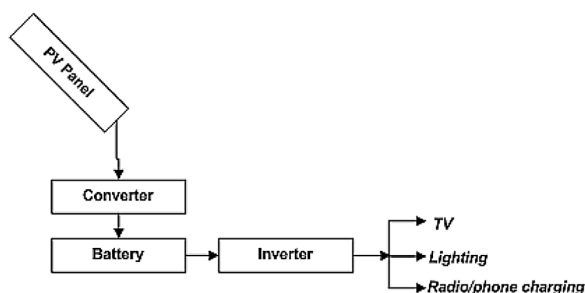 PV Panel
Converter
Battery
Inverter
TV
Lighting
Radio/phone charging